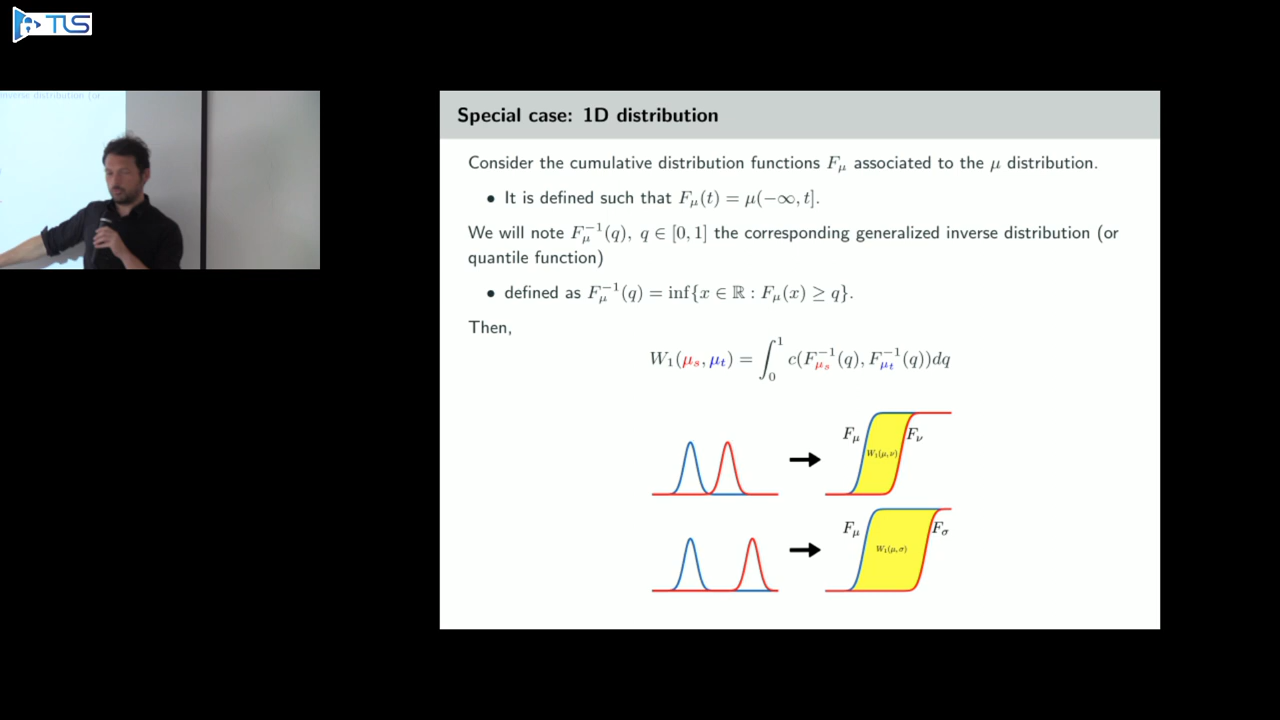 TLS
inverse distribution (or
Special case: 1D distribution
Consider the cumulative distribution functions F_μ associated to the μ distribution.
• It is defined such that F_μ(t) = μ(−∞, t].
We will note F_μ^{−1}(q), q ∈ [0, 1] the corresponding generalized inverse distribution (or
quantile function)
• defined as F_μ^{−1}(q) = inf{x ∈ ℝ : F_μ(x) ≥ q}.
Then,
W_1(μ_s, μ_t) = ∫_0^1 c(F_{μ_s}^{−1}(q), F_{μ_t}^{−1}(q))dq
F_μ F_ν
W_1(μ, ν)
F_μ F_σ
W_1(μ, σ)